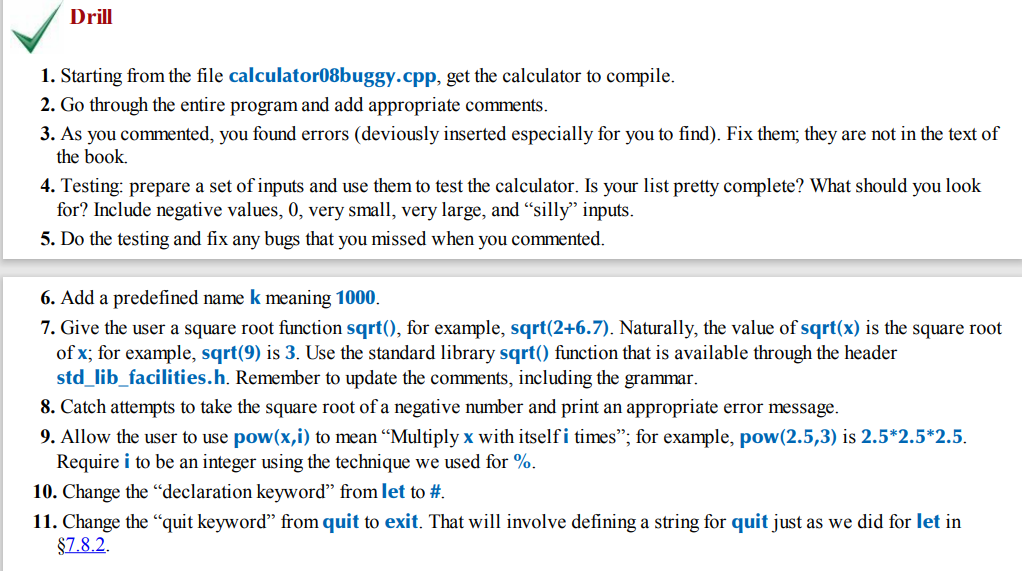 Drill
1. Starting from the file calculator08buggy.cpp, get the calculator to compile.
2. Go through the entire program and add appropriate comments.
3. As you commented, you found errors (deviously inserted especially for you to find). Fix them; they are not in the text of
the book.
4. Testing: prepare a set of inputs and use them to test the calculator. Is your list pretty complete? What should you look
for? Include negative values, 0, very small, very large, and “silly” inputs.
5. Do the testing and fix any bugs that you missed when you commented.
6. Add a predefined name k meaning 1000.
7. Give the user a square root function sqrt(), for example, sqrt(2+6.7). Naturally, the value of sqrt(x) is the square root
of x; for example, sqrt(9) is 3. Use the standard library sqrt() function that is available through the header
std_lib_facilities.h. Remember to update the comments, including the grammar.
8. Catch attempts to take the square root of a negative number and print an appropriate error message.
9. Allow the user to use pow(x,i) to mean “Multiply x with itself i times”; for example, pow(2.5,3) is 2.5*2.5*2.5.
Require i to be an integer using the technique we used for %.
10. Change the “declaration keyword” from let to #.
11. Change the “quit keyword” from quit to exit. That will involve defining a string for quit just as we did for let in
§7.8.2.